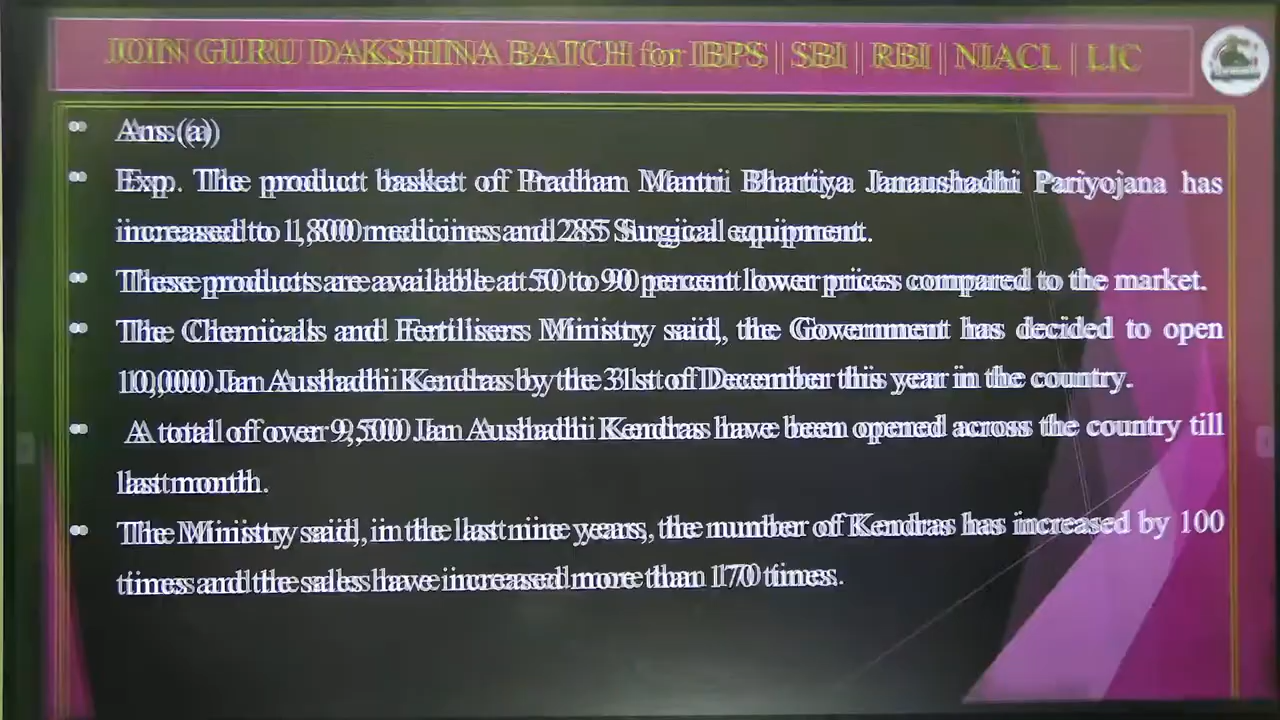 JOIN GURU DAKSHINA BATCH for IBPS || SBI || RBI || NIACL || LIC
• Ans.(a)
• Exp. The product basket of Pradhan Mantri Bhartiya Janaushadhi Pariyojana has
increased to 1,800 medicines and 285 Surgical equipment.
• These products are available at 50 to 90 percent lower prices compared to the market.
• The Chemicals and Fertilisers Ministry said, the Government has decided to open
10,000 Jan Aushadhi Kendras by the 31st of December this year in the country.
• A total of over 9,500 Jan Aushadhi Kendras have been opened across the country till
last month.
• The Ministry said, in the last nine years, the number of Kendras has increased by 100
times and the sales have increased more than 170 times.